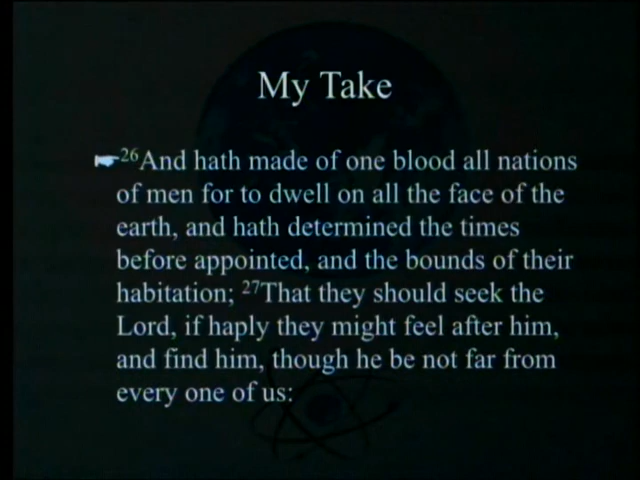 My Take
26And hath made of one blood all nations
of men for to dwell on all the face of the
earth, and hath determined the times
before appointed, and the bounds of their
habitation; 27That they should seek the
Lord, if haply they might feel after him,
and find him, though he be not far from
every one of us: